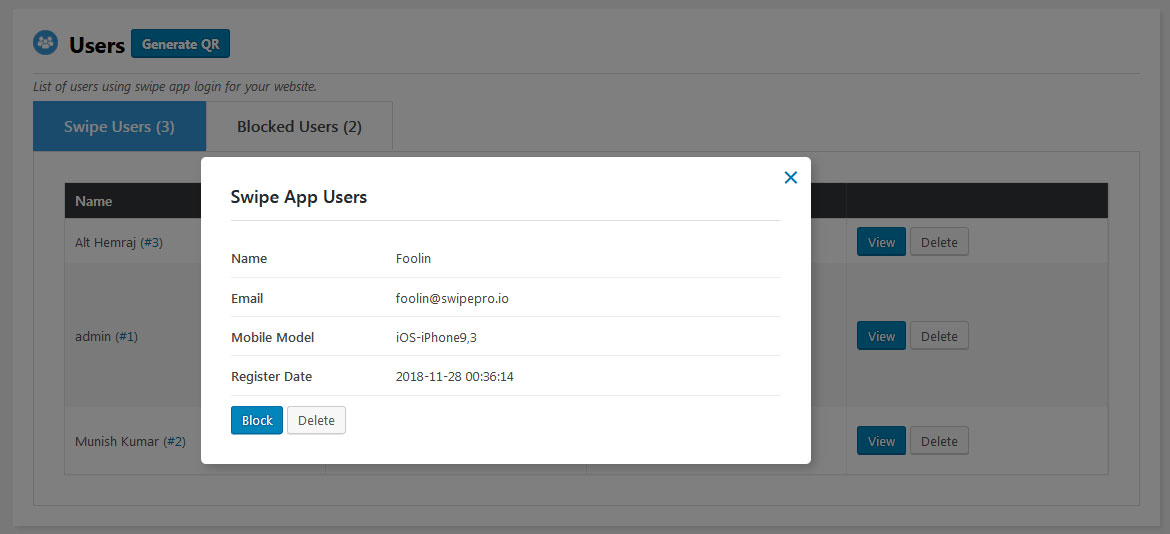 Users Generate QR
List of users using swipe app login for your website.
Swipe Users (3) Blocked Users (2)
Name
Alt Hemraj (#3) View Delete
admin (#1) View Delete
Munish Kumar (#2) View Delete
Swipe App Users
Name Foolin
Email foolin@swipepro.io
Mobile Model iOS-iPhone9,3
Register Date 2018-11-28 00:36:14
Block Delete